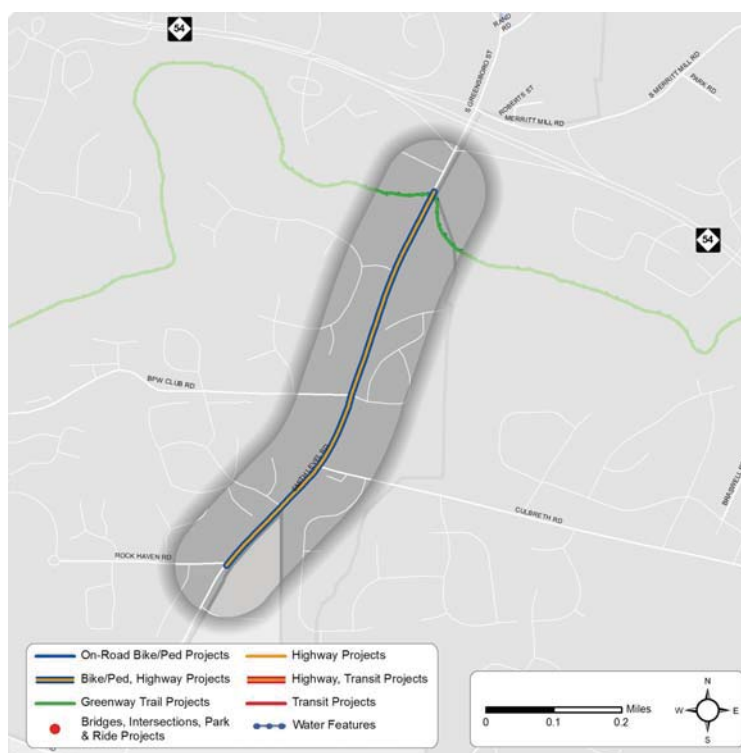 54
RAND
RD
S GREENSBORO ST
ROBERTS ST
MERRITT MILL RD
S MERRITT MILL RD
PARK RD
54
BPW CLUB RD
SMITH LEVEL RD
CULBRETH RD
ROCK HAVEN RD
On-Road Bike/Ped Projects
Bike/Ped, Highway Projects
Greenway Trail Projects
Bridges, Intersections, Park
& Ride Projects
Highway Projects
Highway, Transit Projects
Transit Projects
Water Features
Miles
0 0.1 0.2
N
W E
S